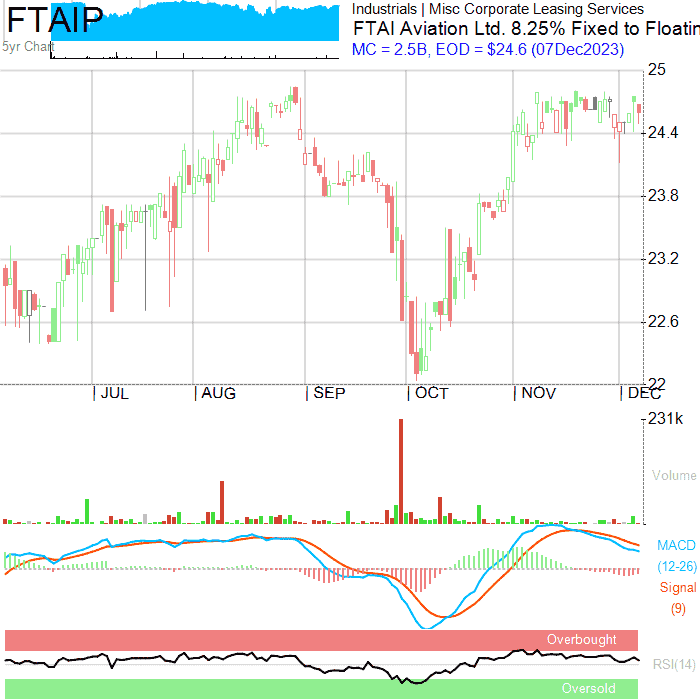 FTAIP
5yr Chart
Industrials | Misc Corporate Leasing Services
FTAI Aviation Ltd. 8.25% Fixed to Floatin
MC = 2.5B, EOD = $24.6 (07Dec2023)
25
24.4
23.8
23.2
22.6
22
| JUL | AUG | SEP | OCT | NOV | DEC
231k
Volume
MACD
(12-26)
Signal
(9)
Overbought
RSI(14)
Oversold